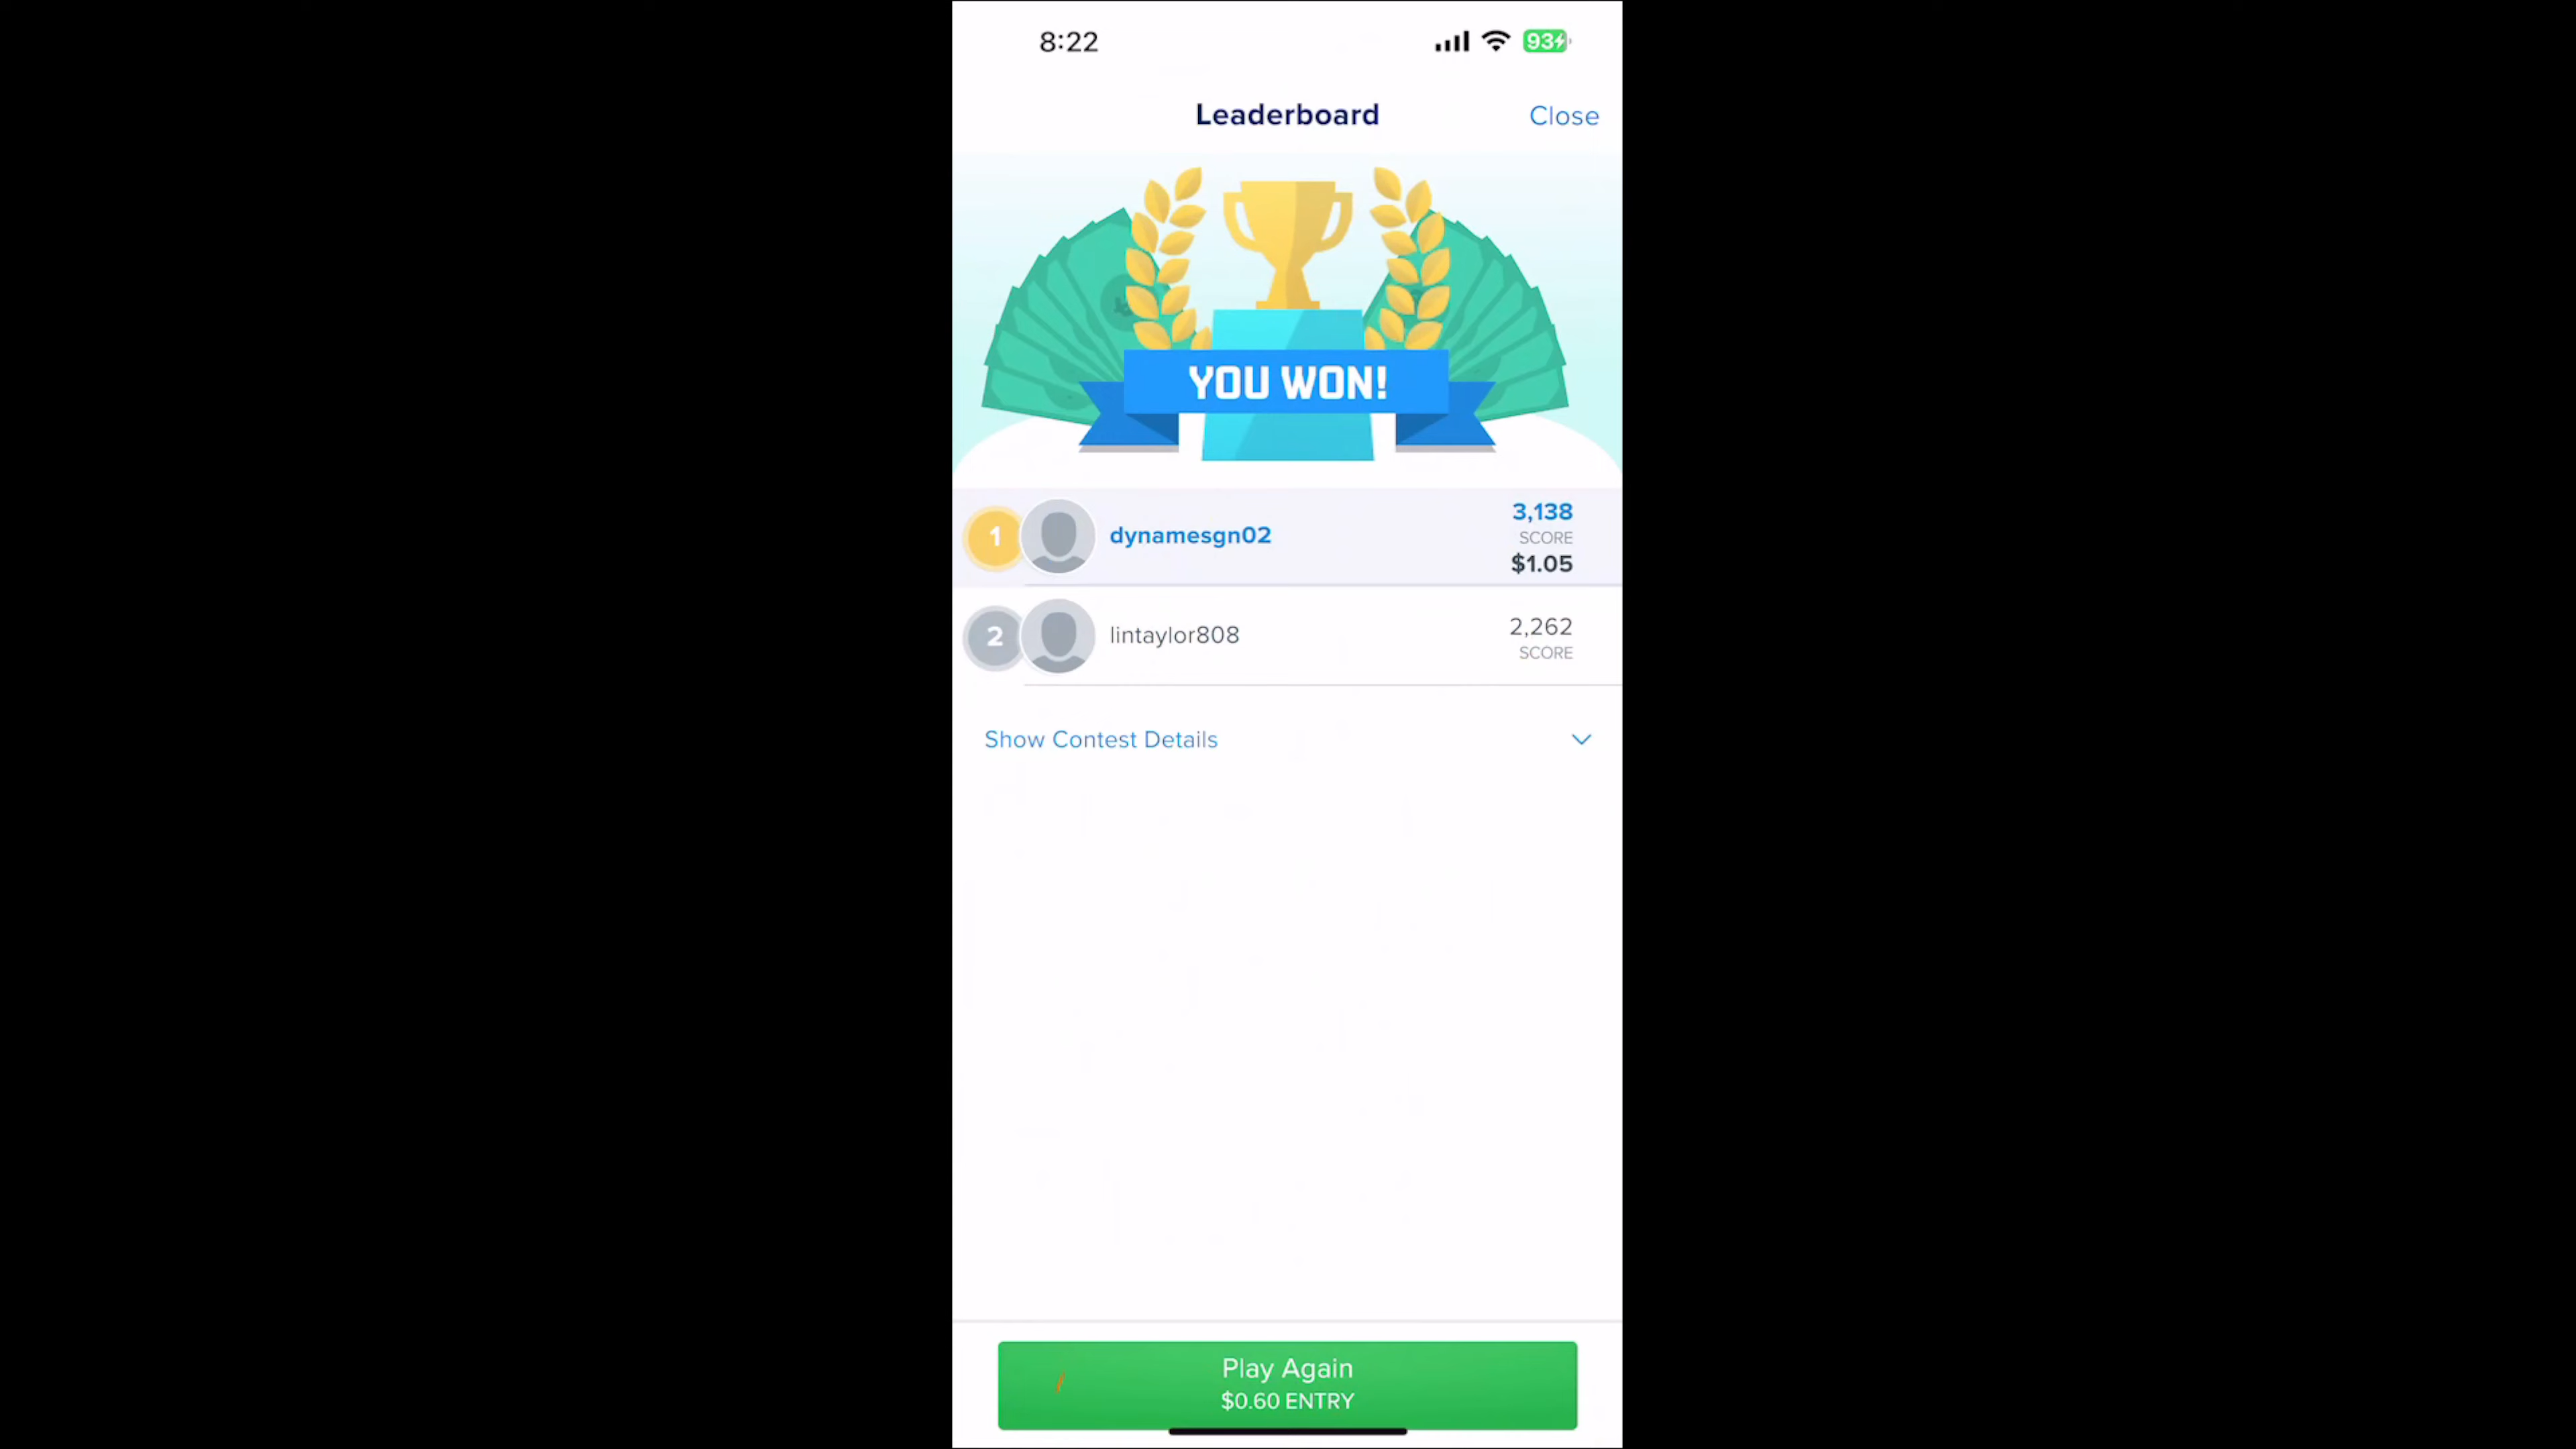 8:22
93
Leaderboard
Close
YOU WON!
1
dynamesgn02
3,138
SCORE
$1.05
2
lintaylor808
2,262
SCORE
Show Contest Details
Play Again
$0.60 ENTRY